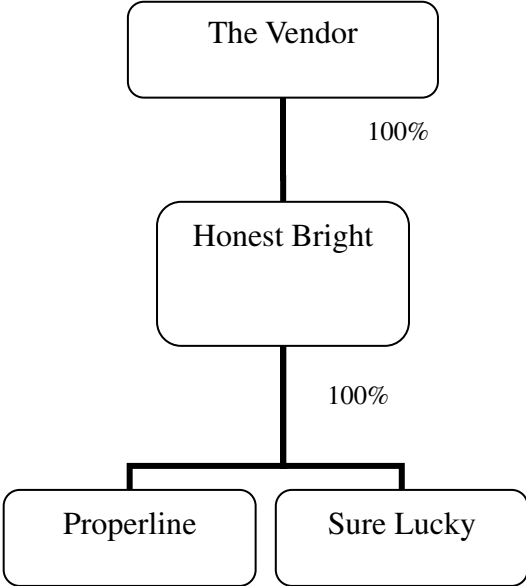 The Vendor
100%
Honest Bright
100%
Properline
Sure Lucky